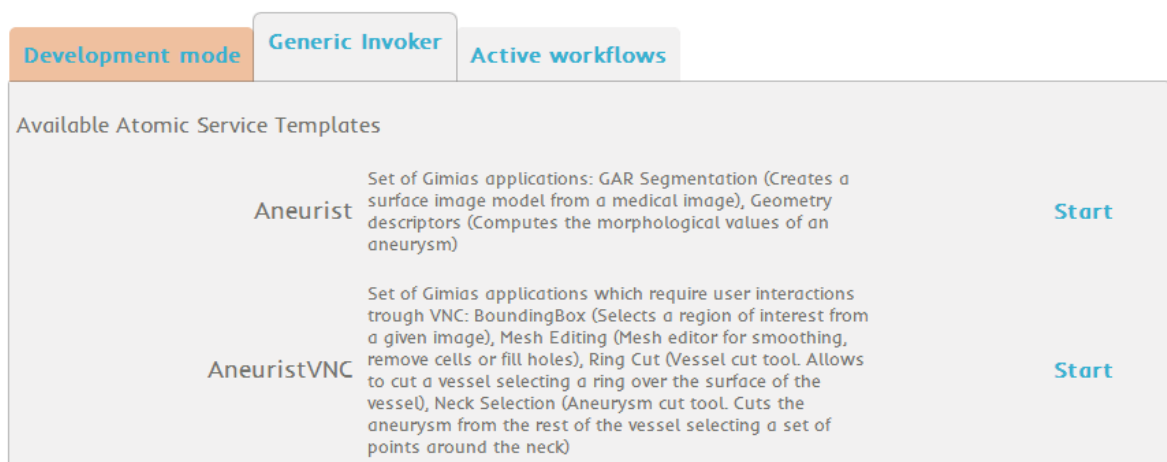 Development mode
Generic Invoker
Active workflows
Available Atomic Service Templates
Aneurist
Set of Gimias applications: GAR Segmentation (Creates a
surface image model from a medical image), Geometry
descriptors (Computes the morphological values of an
aneurysm)
Start
AneuristVNC
Set of Gimias applications which require user interactions
trough VNC: BoundingBox (Selects a region of interest from
a given image), Mesh Editing (Mesh editor for smoothing,
remove cells or fill holes), Ring Cut (Vessel cut tool. Allows
to cut a vessel selecting a ring over the surface of the
vessel), Neck Selection (Aneurysm cut tool. Cuts the
aneurysm from the rest of the vessel selecting a set of
points around the neck)
Start